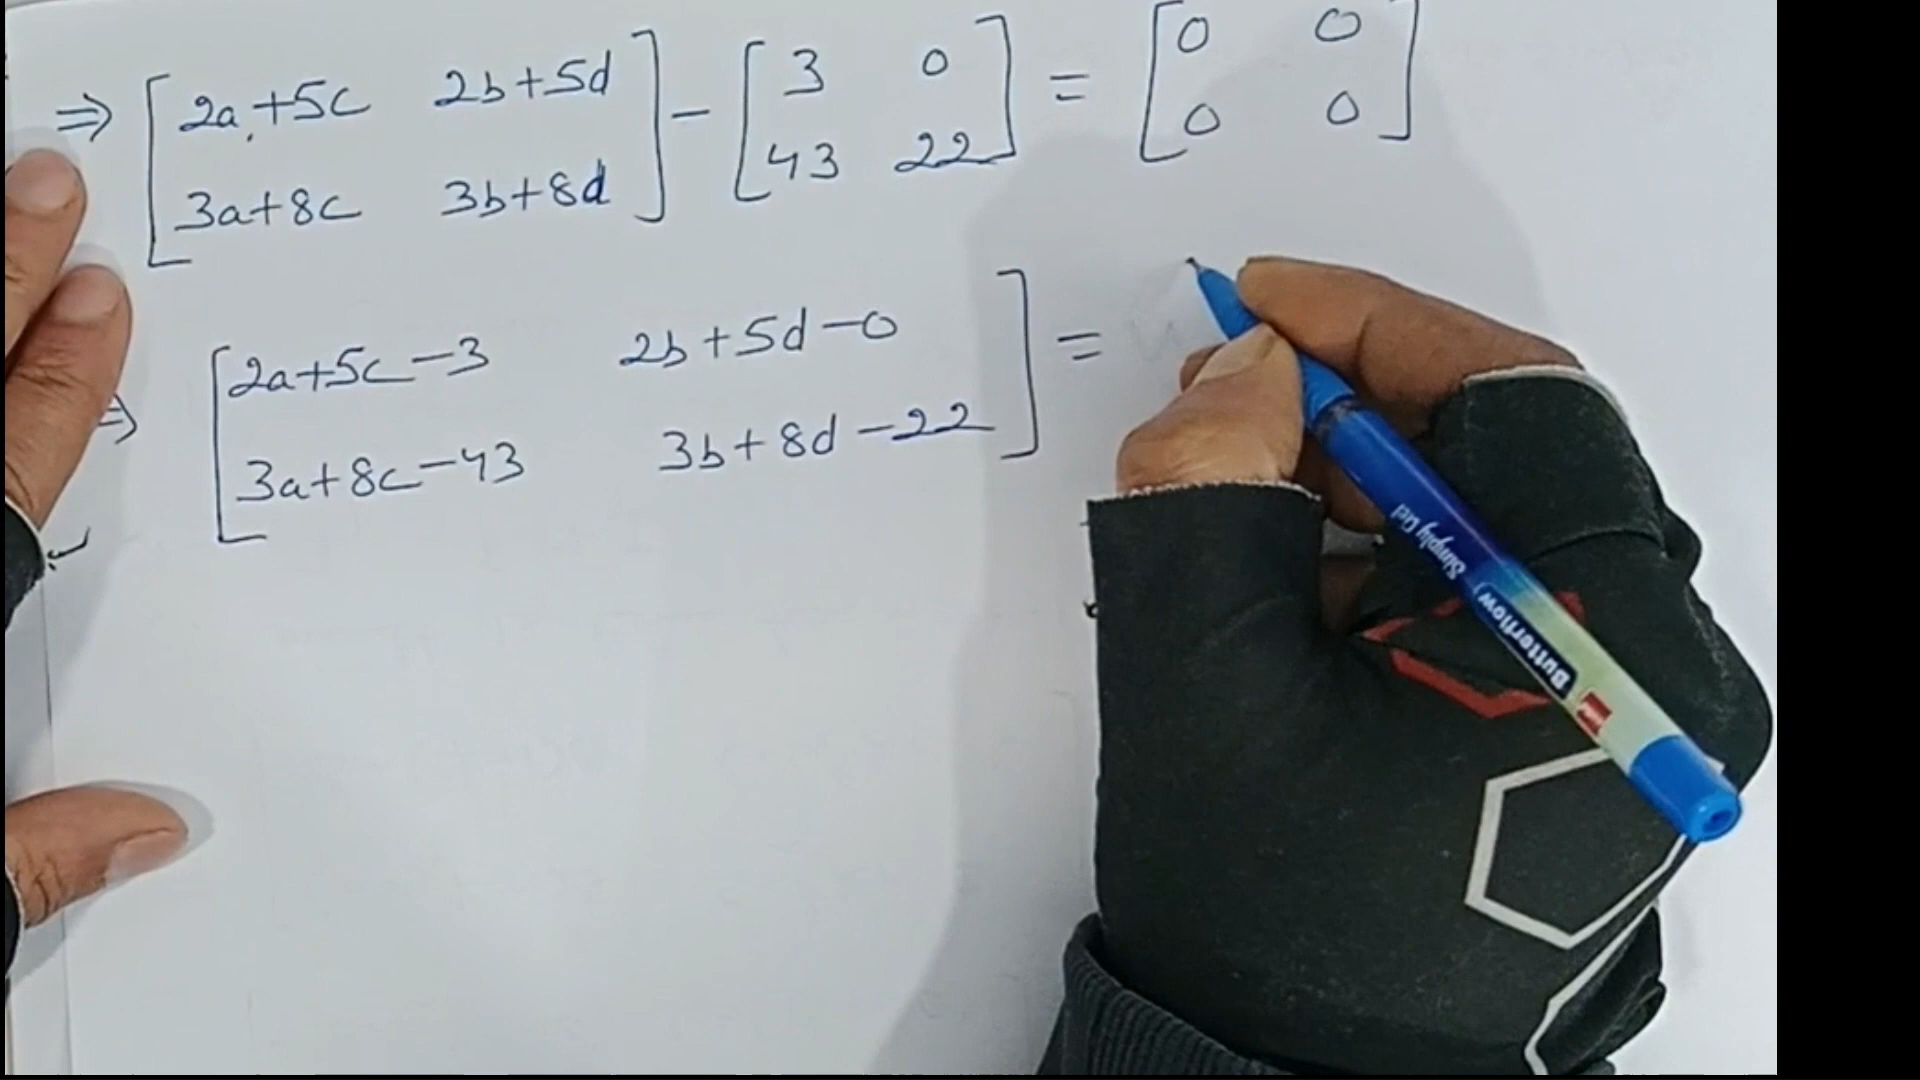 ⇒ [2a+5c 2b+5d] - [3 0] = [0 0]
[3a+8c 3b+8d] [43 22] [0 0]
⇒ [2a+5c-3 2b+5d-0] =
[3a+8c-43 3b+8d-22]
Simply Gel
Butterflow